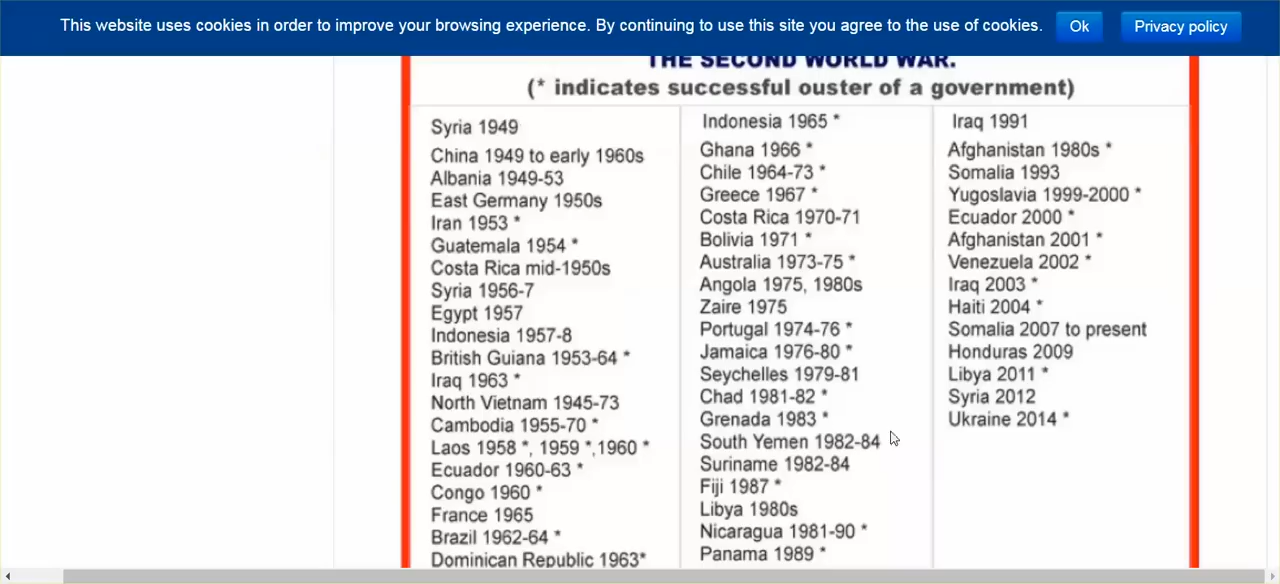 This website uses cookies in order to improve your browsing experience. By continuing to use this site you agree to the use of cookies. Ok Privacy policy
THE SECOND WORLD WAR.
(* indicates successful ouster of a government)
Syria 1949
China 1949 to early 1960s
Albania 1949-53
East Germany 1950s
Iran 1953 *
Guatemala 1954 *
Costa Rica mid-1950s
Syria 1956-7
Egypt 1957
Indonesia 1957-8
British Guiana 1953-64 *
Iraq 1963 *
North Vietnam 1945-73
Cambodia 1955-70 *
Laos 1958 *, 1959 *,1960 *
Ecuador 1960-63 *
Congo 1960 *
France 1965
Brazil 1962-64 *
Dominican Republic 1963*
Indonesia 1965 *
Ghana 1966 *
Chile 1964-73 *
Greece 1967 *
Costa Rica 1970-71
Bolivia 1971 *
Australia 1973-75 *
Angola 1975, 1980s
Zaire 1975
Portugal 1974-76 *
Jamaica 1976-80 *
Seychelles 1979-81
Chad 1981-82 *
Grenada 1983 *
South Yemen 1982-84
Suriname 1982-84
Fiji 1987 *
Libya 1980s
Nicaragua 1981-90 *
Panama 1989 *
Iraq 1991
Afghanistan 1980s *
Somalia 1993
Yugoslavia 1999-2000 *
Ecuador 2000 *
Afghanistan 2001 *
Venezuela 2002 *
Iraq 2003 *
Haiti 2004 *
Somalia 2007 to present
Honduras 2009
Libya 2011 *
Syria 2012
Ukraine 2014 *